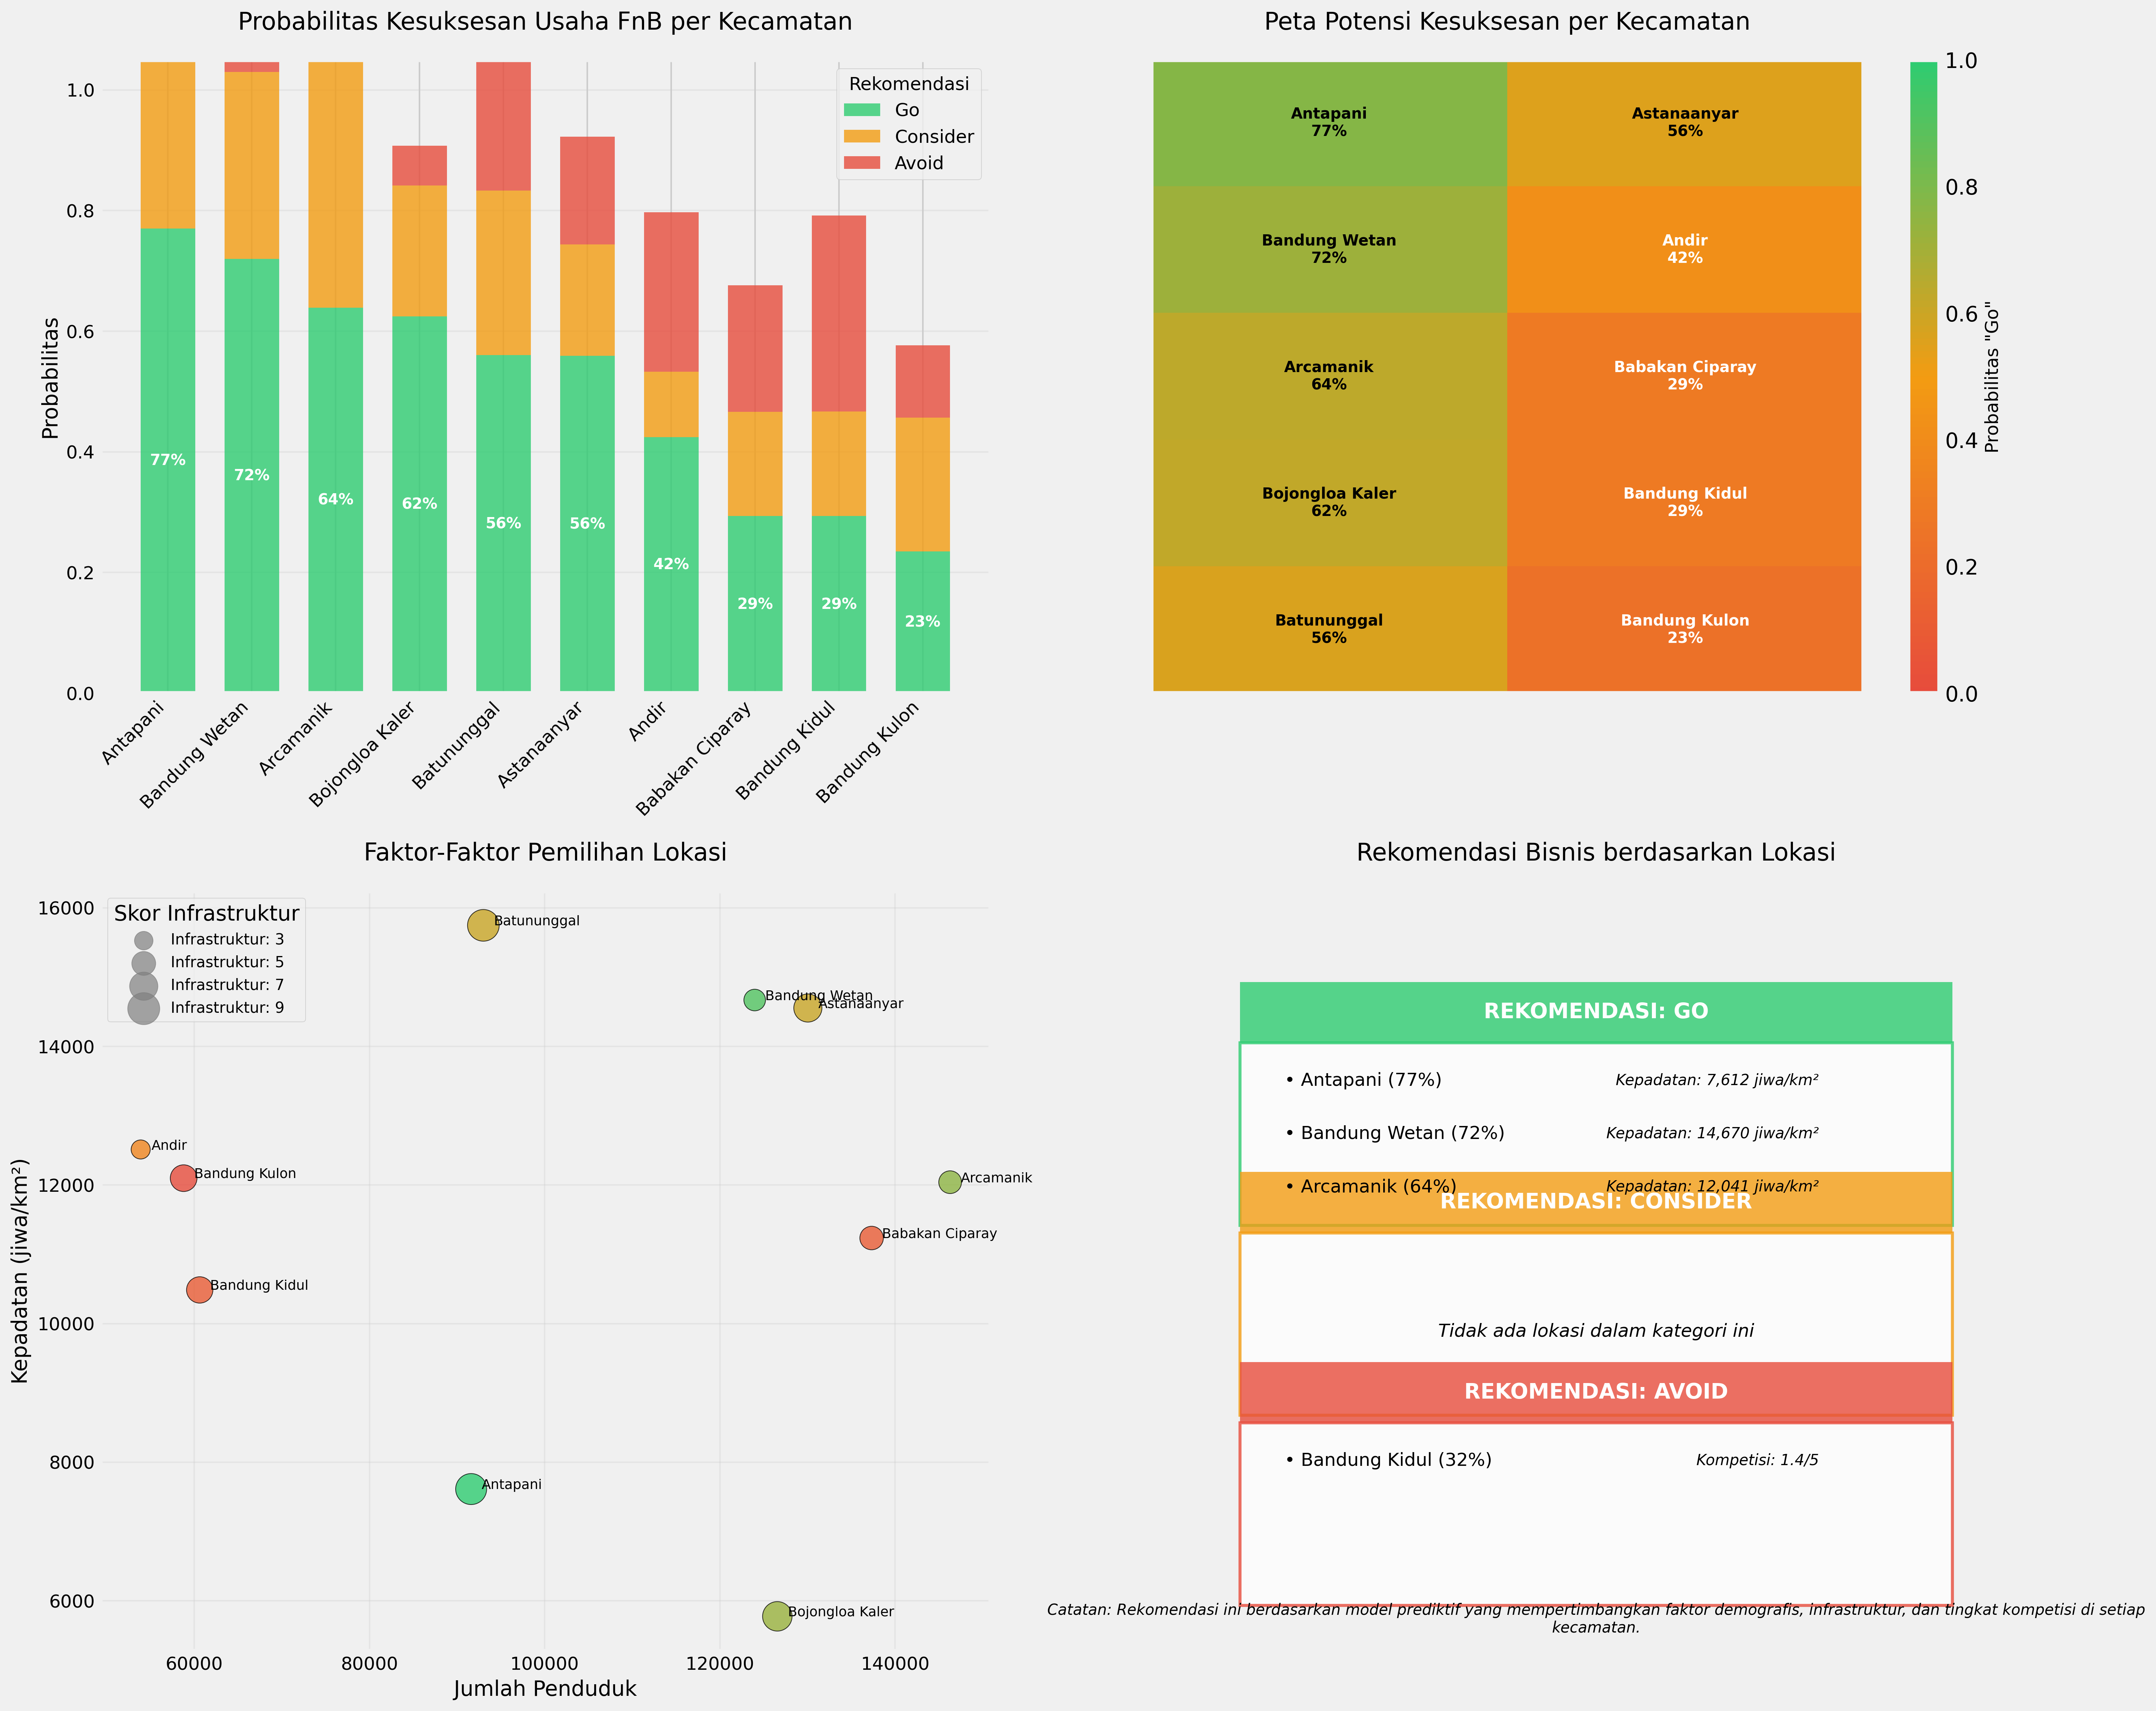 Probabilitas Kesuksesan Usaha FnB per Kecamatan
Probabilitas
1.0
0.8
0.6
0.4
0.2
0.0
Rekomendasi
Go
Consider
Avoid
77%
72%
64%
62%
56%
56%
42%
29%
29%
23%
Antapani
Bandung Wetan
Arcamanik
Bojongloa Kaler
Batununggal
Astanaanyar
Andir
Babakan Ciparay
Bandung Kidul
Bandung Kulon
Peta Potensi Kesuksesan per Kecamatan
Antapani
77%
Astanaanyar
56%
Bandung Wetan
72%
Andir
42%
Arcamanik
64%
Babakan Ciparay
29%
Bojongloa Kaler
62%
Bandung Kidul
29%
Batununggal
56%
Bandung Kulon
23%
1.0
0.8
0.6
0.4
0.2
0.0
Probabilitas "Go"
Faktor-Faktor Pemilihan Lokasi
Kepadatan (jiwa/km²)
16000
14000
12000
10000
8000
6000
Skor Infrastruktur
Infrastruktur: 3
Infrastruktur: 5
Infrastruktur: 7
Infrastruktur: 9
Batununggal
Bandung Wetan
Astanaanyar
Andir
Bandung Kulon
Arcamanik
Babakan Ciparay
Bandung Kidul
Antapani
Bojongloa Kaler
60000
80000
100000
120000
140000
Jumlah Penduduk
Rekomendasi Bisnis berdasarkan Lokasi
REKOMENDASI: GO
• Antapani (77%) Kepadatan: 7,612 jiwa/km²
• Bandung Wetan (72%) Kepadatan: 14,670 jiwa/km²
• Arcamanik (64%) Kepadatan: 12,041 jiwa/km²
REKOMENDASI: CONSIDER
Tidak ada lokasi dalam kategori ini
REKOMENDASI: AVOID
• Bandung Kidul (32%) Kompetisi: 1.4/5
Catatan: Rekomendasi ini berdasarkan model prediktif yang mempertimbangkan faktor demografis, infrastruktur, dan tingkat kompetisi di setiap
kecamatan.